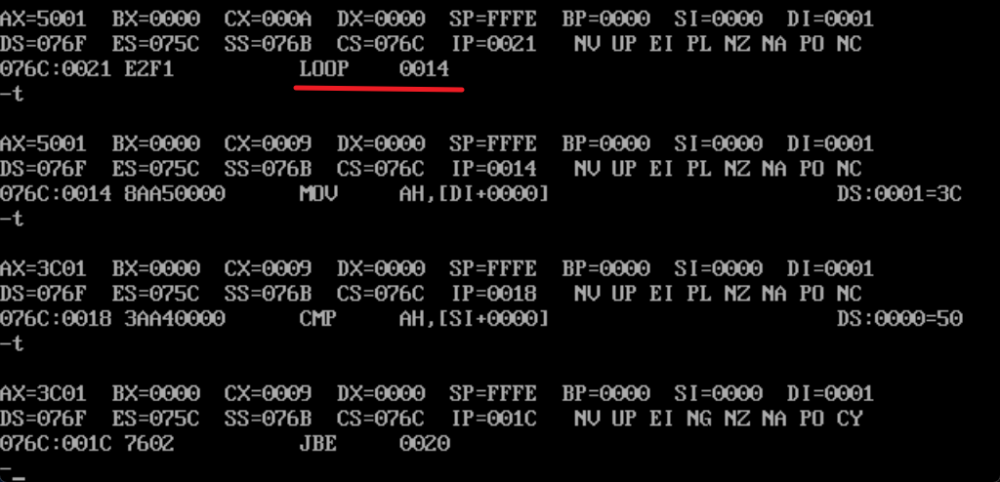 AX=5001 BX=0000 CX=000A DX=0000 SP=FFFE BP=0000 SI=0000 DI=0001
DS=076F ES=075C SS=076B CS=076C IP=0021 NV UP EI PL NZ NA PO NC
076C:0021 E2F1 LOOP 0014
-t
AX=5001 BX=0000 CX=0009 DX=0000 SP=FFFE BP=0000 SI=0000 DI=0001
DS=076F ES=075C SS=076B CS=076C IP=0014 NV UP EI PL NZ NA PO NC
076C:0014 8AA50000 MOV AH,[DI+0000] DS:0001=3C
-t
AX=3C01 BX=0000 CX=0009 DX=0000 SP=FFFE BP=0000 SI=0000 DI=0001
DS=076F ES=075C SS=076B CS=076C IP=0018 NV UP EI PL NZ NA PO NC
076C:0018 3AA40000 CMP AH,[SI+0000] DS:0000=50
-t
AX=3C01 BX=0000 CX=0009 DX=0000 SP=FFFE BP=0000 SI=0000 DI=0001
DS=076F ES=075C SS=076B CS=076C IP=001C NV UP EI NG NZ NA PO CY
076C:001C 7602 JBE 0020
-_